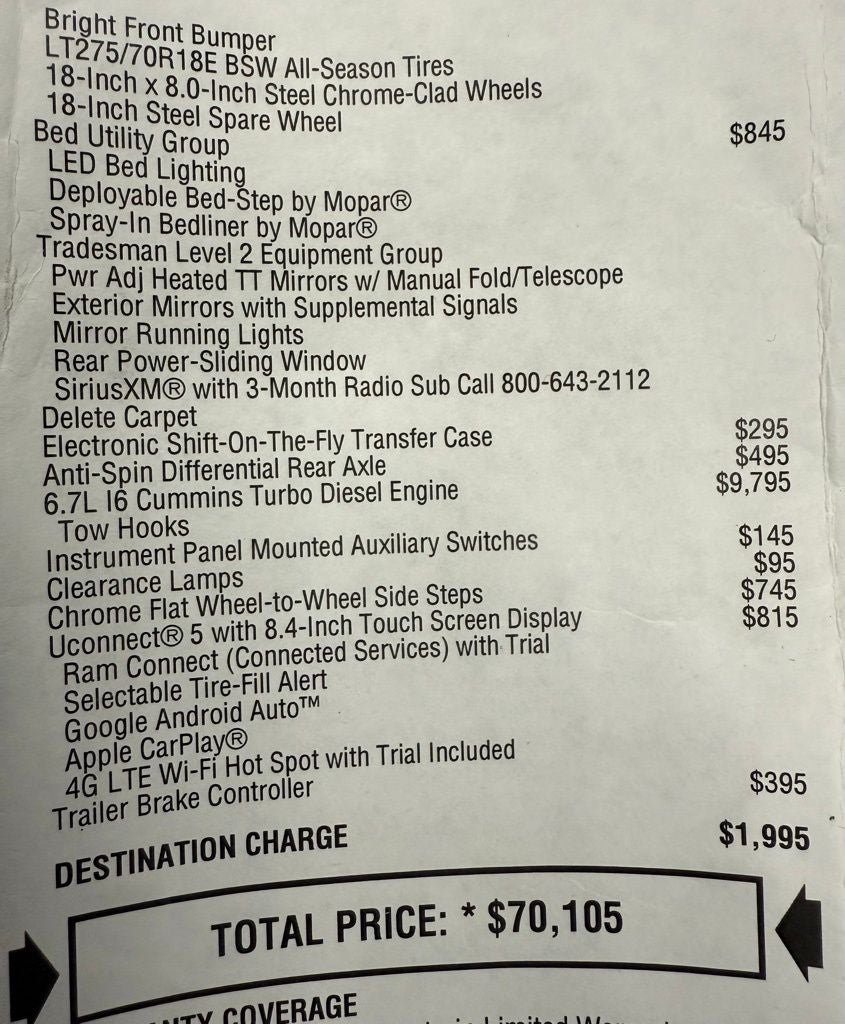 Bright Front Bumper
LT275/70R18E BSW All-Season Tires
18-Inch x 8.0-Inch Steel Chrome-Clad Wheels
18-Inch Steel Spare Wheel
Bed Utility Group $845
LED Bed Lighting
Deployable Bed-Step by Mopar®
Spray-In Bedliner by Mopar®
Tradesman Level 2 Equipment Group
Pwr Adj Heated TT Mirrors w/ Manual Fold/Telescope
Exterior Mirrors with Supplemental Signals
Mirror Running Lights
Rear Power-Sliding Window
SiriusXM® with 3-Month Radio Sub Call 800-643-2112
Delete Carpet
Electronic Shift-On-The-Fly Transfer Case $295
Anti-Spin Differential Rear Axle $495
6.7L I6 Cummins Turbo Diesel Engine $9,795
Tow Hooks
Instrument Panel Mounted Auxiliary Switches $145
Clearance Lamps $95
Chrome Flat Wheel-to-Wheel Side Steps $745
Uconnect® 5 with 8.4-Inch Touch Screen Display $815
Ram Connect (Connected Services) with Trial
Selectable Tire-Fill Alert
Google Android Auto™
Apple CarPlay®
4G LTE Wi-Fi Hot Spot with Trial Included
Trailer Brake Controller $395
DESTINATION CHARGE $1,995
TOTAL PRICE: * $70,105
COVERAGE